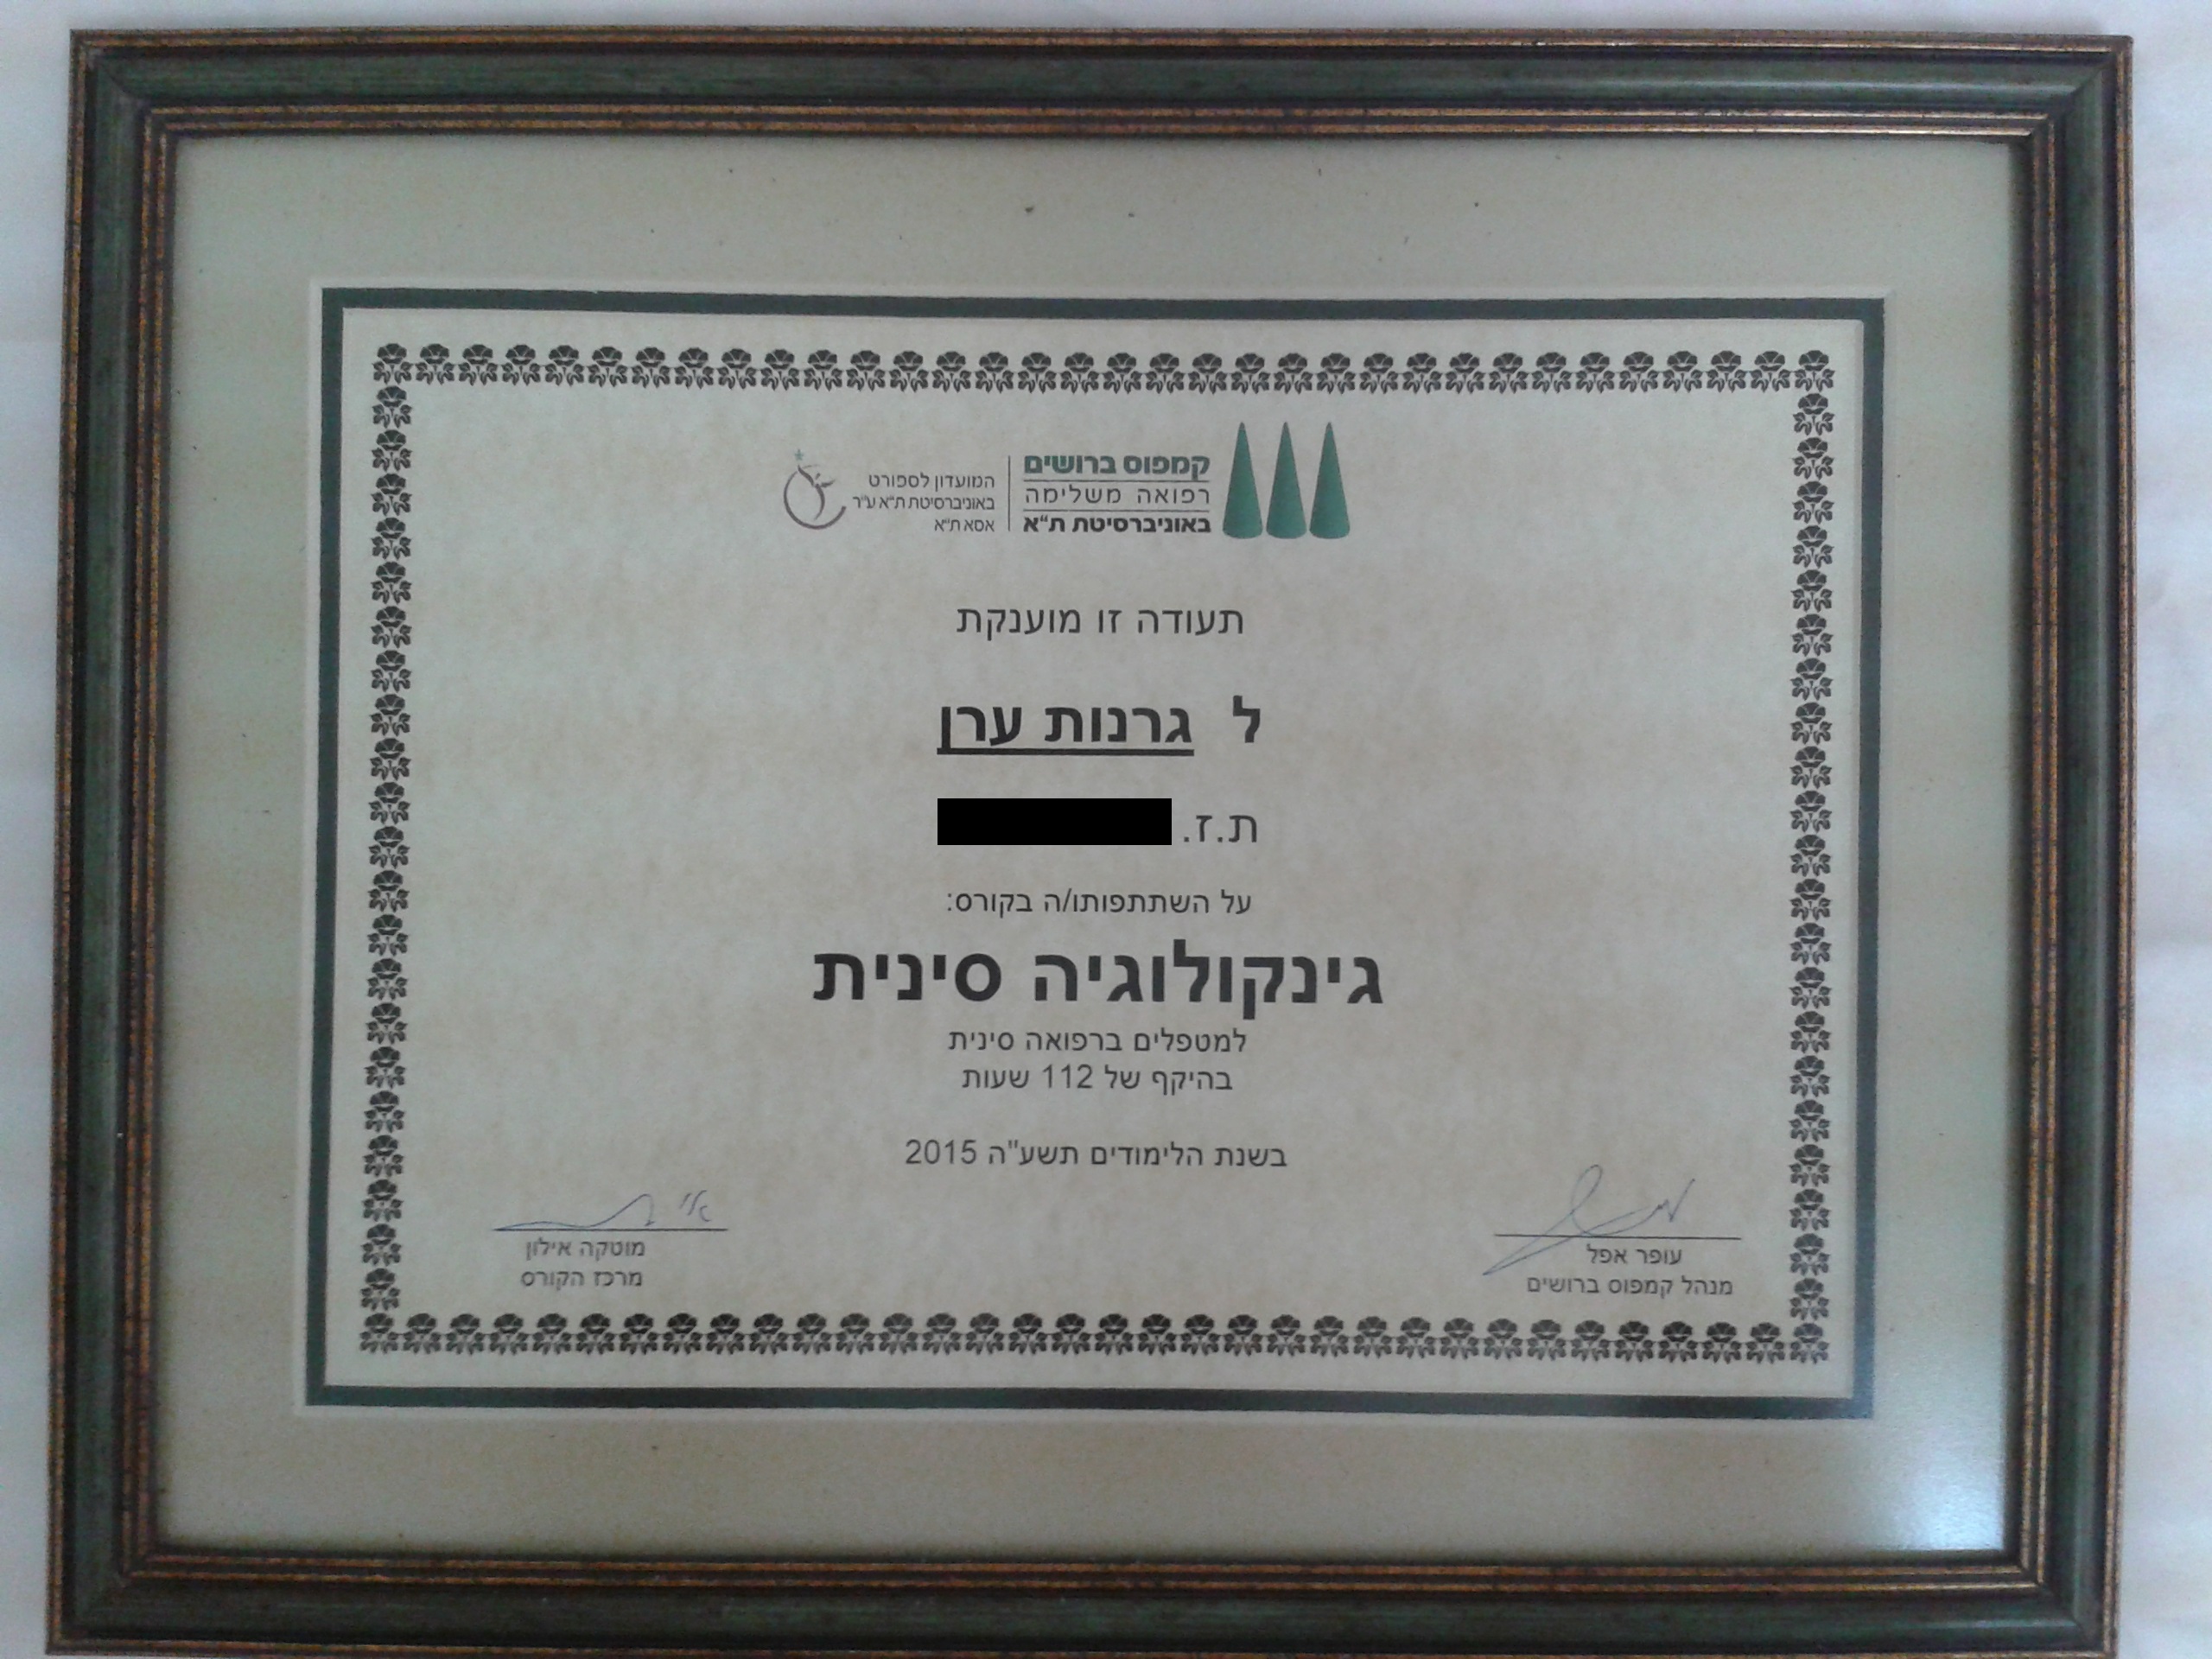 קמפוס ברושים
רפואה משלימה
באוניברסיטת ת"א
המועדון לספורט
באוניברסיטת ת"א ע"ר
אסא ת"א
תעודה זו מוענקת
ל גרנות ערן
ת.ז.
על השתתפותו/ה בקורס:
גינקולוגיה סינית
למטפלים ברפואה סינית
בהיקף של 112 שעות
בשנת הלימודים תשע"ה 2015
עופר אפל
מנהל קמפוס ברושים
מוטקה אילון
מרכז הקורס